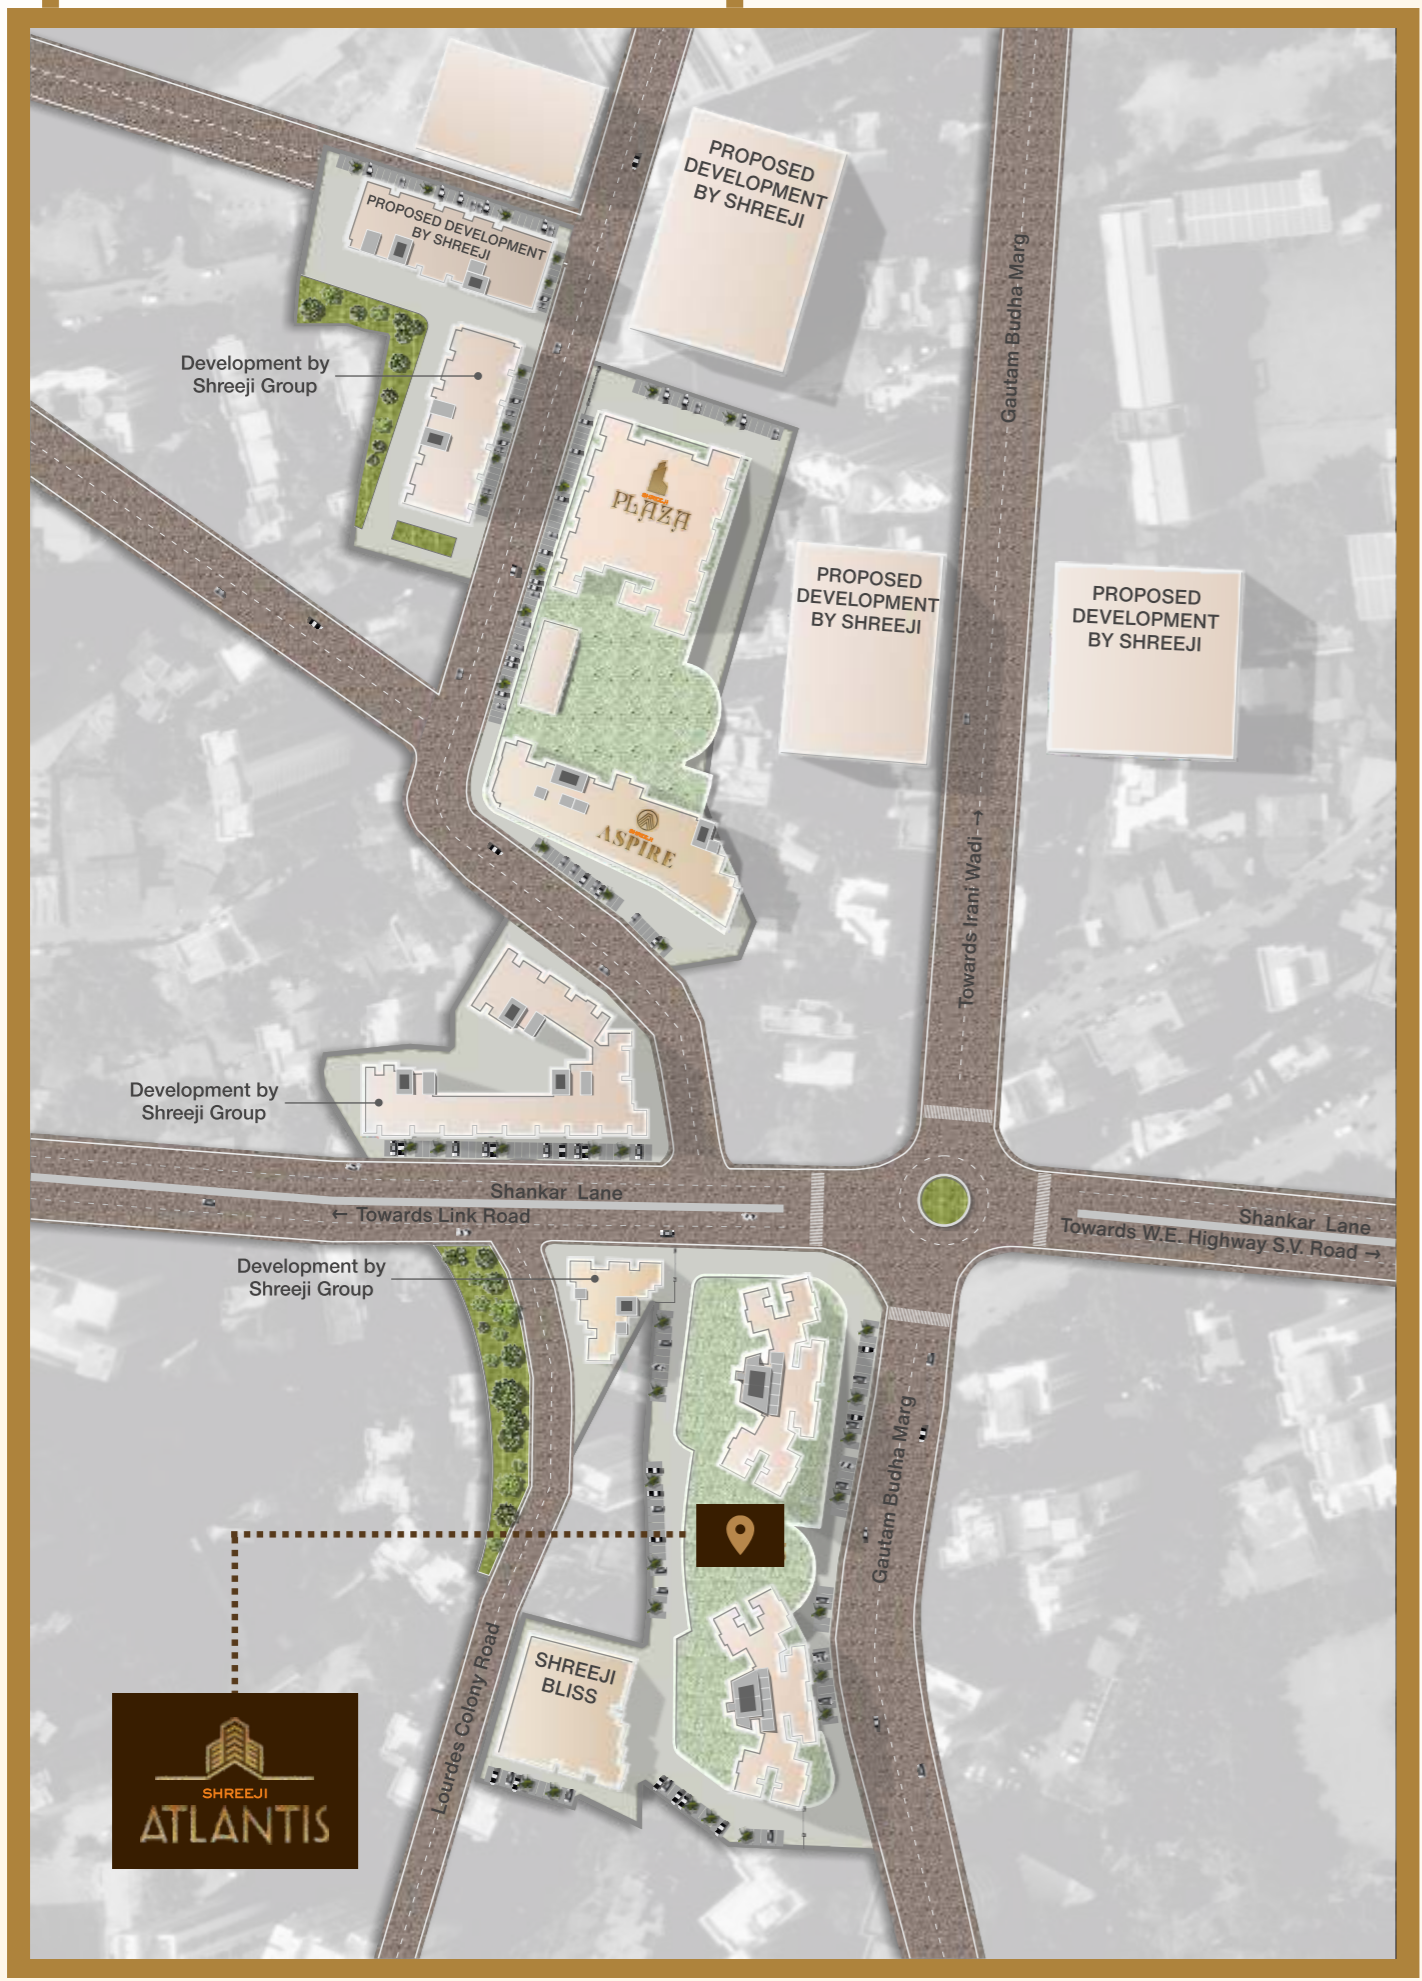 PROPOSED
DEVELOPMENT
BY SHREEJI
PROPOSED DEVELOPMENT
BY SHREEJI
Gautam Budha Marg
Development by
Shreeji Group
SHREEJI
PLAZA
PROPOSED
DEVELOPMENT
BY SHREEJI
PROPOSED
DEVELOPMENT
BY SHREEJI
SHREEJI
ASPIRE
Towards Irani Wadi →
Development by
Shreeji Group
Shankar Lane
← Towards Link Road
Shankar Lane
Towards W.E. Highway S.V. Road →
Development by
Shreeji Group
Gautam Budha Marg
Lourdes Colony Road
SHREEJI
BLISS
SHREEJI
ATLANTIS